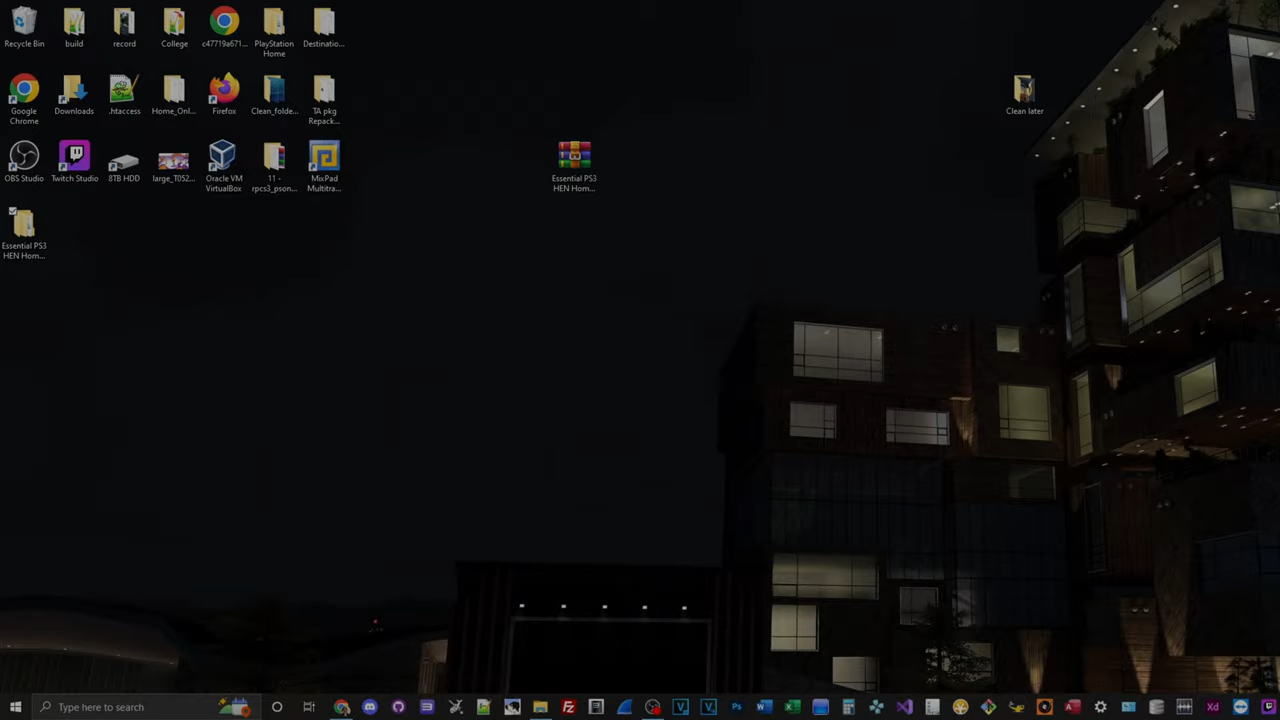 Recycle Bin
build
record
College
c47719a671...
PlayStation
Home
Destinatio...
Google
Chrome
Downloads
.htaccess
Home_Onl...
Firefox
Clean_folde...
TA pkg
Repack...
Clean later
OBS Studio
Twitch Studio
8TB HDD
large_T052...
Oracle VM
VirtualBox
11 -
rpcs3_pson...
MixPad
Multitra...
Essential PS3
HEN Hom...
Essential PS3
HEN Hom...
Type here to search